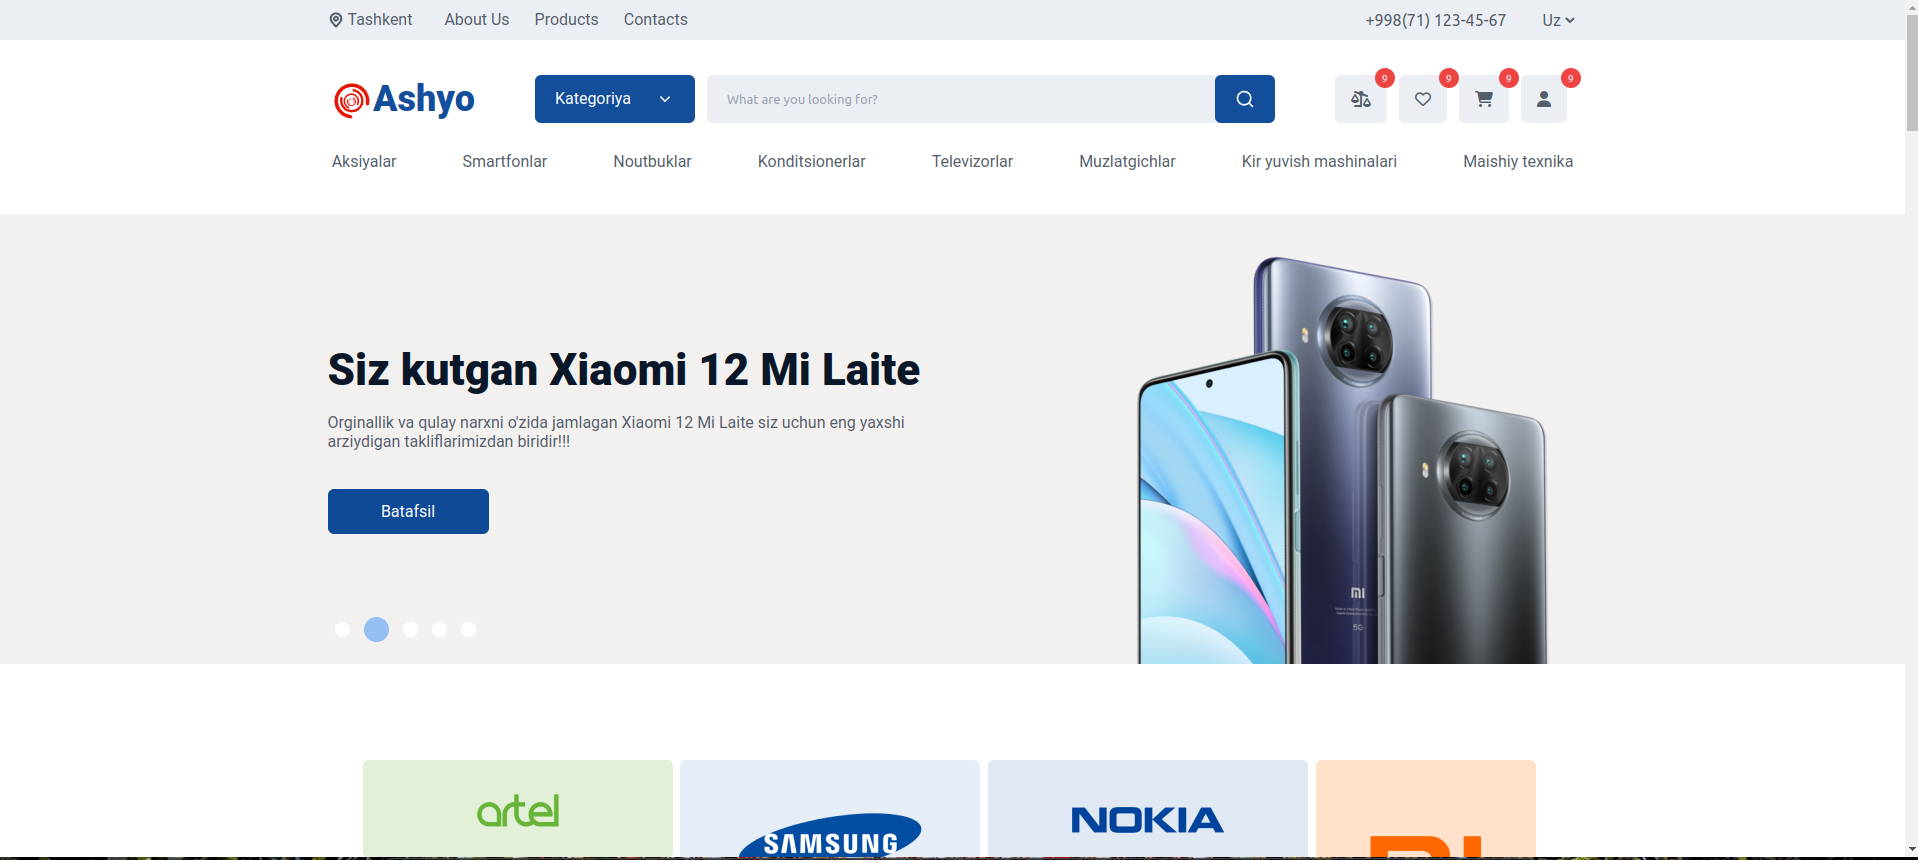 Tashkent About Us Products Contacts +998(71) 123-45-67 Uz
9 9 9 9
Ashyo Kategoriya What are you looking for?
Aksiyalar Smartfonlar Noutbuklar Konditsionerlar Televizorlar Muzlatgichlar Kir yuvish mashinalari Maishiy texnika
Siz kutgan Xiaomi 12 Mi Laite
Orginallik va qulay narxni o'zida jamlagan Xiaomi 12 Mi Laite siz uchun eng yaxshi
arziydigan takliflarimizdan biridir!!!
Batafsil
MI
5G
artel
SAMSUNG
NOKIA